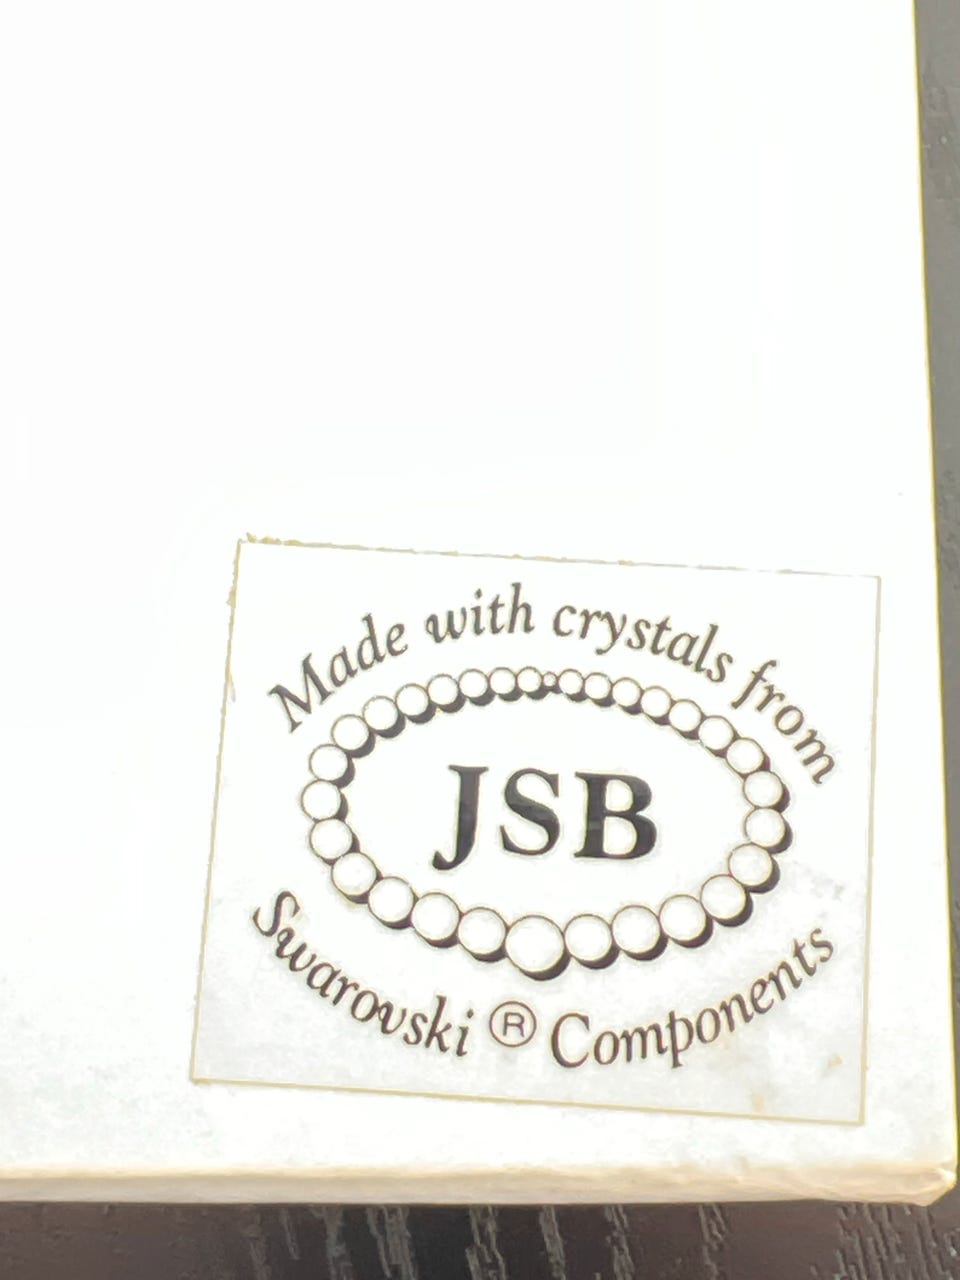 Made with crystals from
JSB
Swarovski ® Components